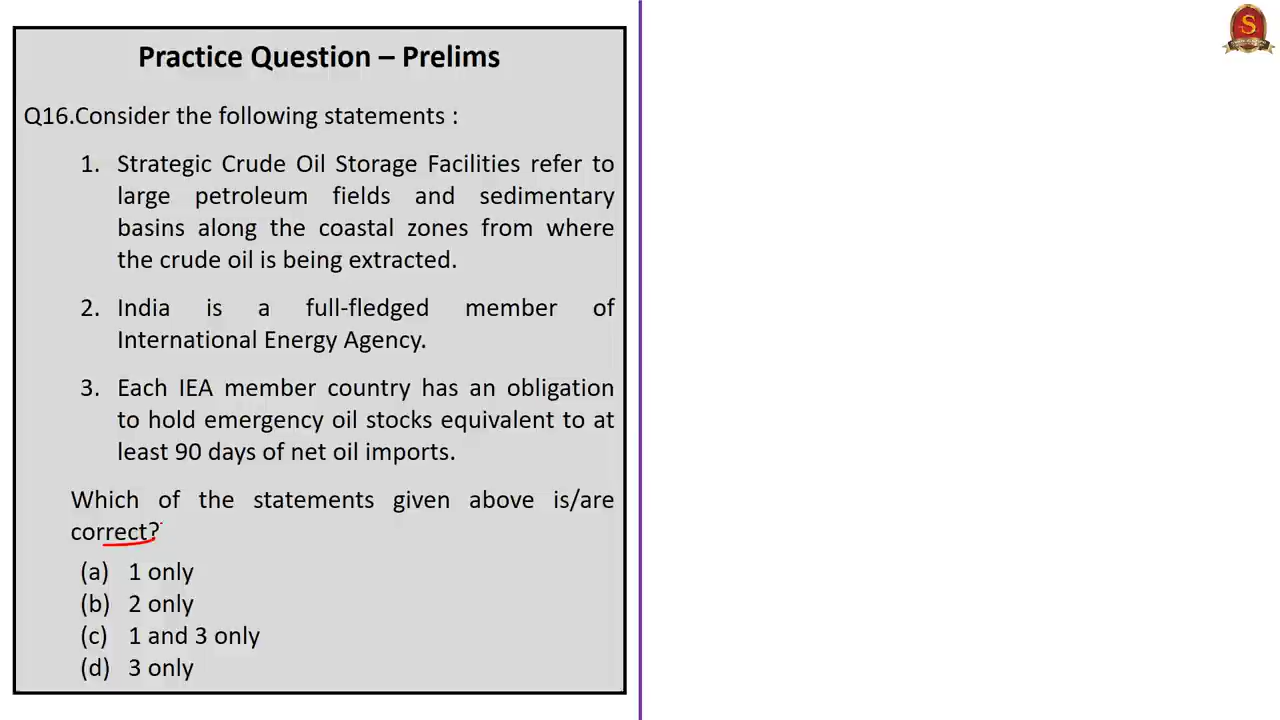 Practice Question – Prelims
Q16.Consider the following statements :
1. Strategic Crude Oil Storage Facilities refer to
large petroleum fields and sedimentary
basins along the coastal zones from where
the crude oil is being extracted.
2. India is a full-fledged member of
International Energy Agency.
3. Each IEA member country has an obligation
to hold emergency oil stocks equivalent to at
least 90 days of net oil imports.
Which of the statements given above is/are
correct?
(a) 1 only
(b) 2 only
(c) 1 and 3 only
(d) 3 only
S